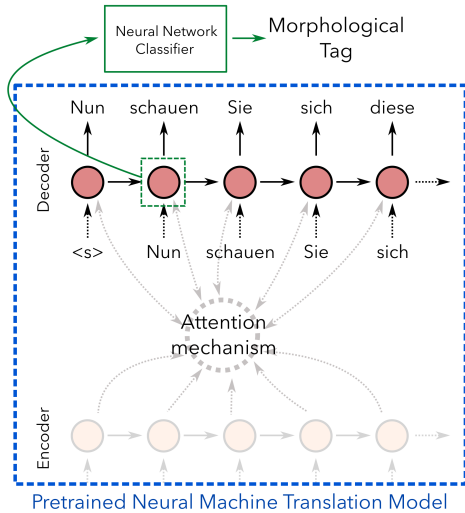 Neural Network
Classifier
Morphological
Tag
Nun schauen Sie sich diese
Decoder
<s> Nun schauen Sie sich
Attention
mechanism
Encoder
Pretrained Neural Machine Translation Model